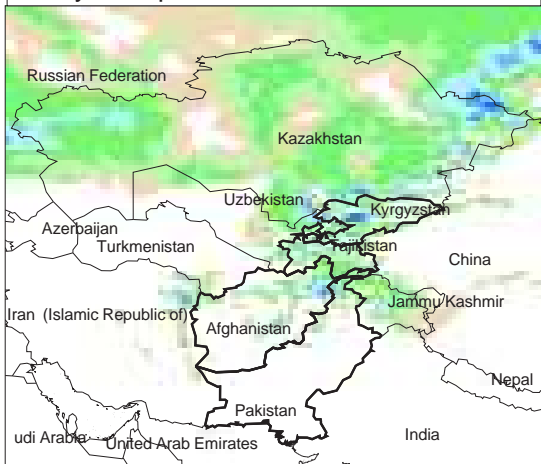 Russian Federation
Kazakhstan
Uzbekistan
Kyrgyzstan
Azerbaijan
Turkmenistan
Tajikistan
China
Iran (Islamic Republic of)
Jammu Kashmir
Afghanistan
Nepal
Pakistan
udi Arabia
United Arab Emirates
India